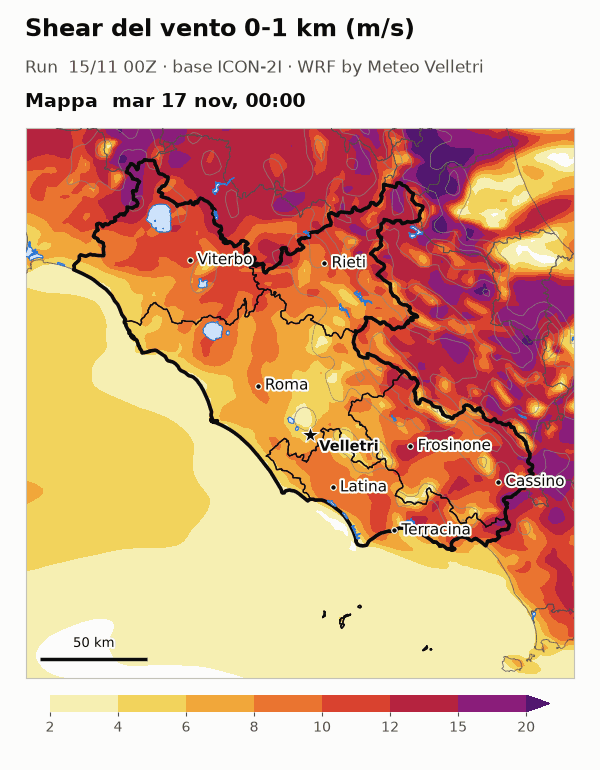 Shear del vento 0-1 km (m/s)
Run  15/11 00Z · base ICON-2I · WRF by Meteo Velletri
Mappa  mar 17 nov, 00:00
Viterbo
Rieti
Roma
Velletri
Frosinone
Latina
Cassino
Terracina
50 km
2 4 6 8 10 12 15 20